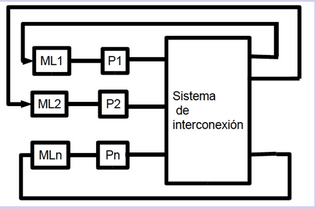 ML1 P1
ML2 P2
MLn Pn
Sistema
de
interconexión